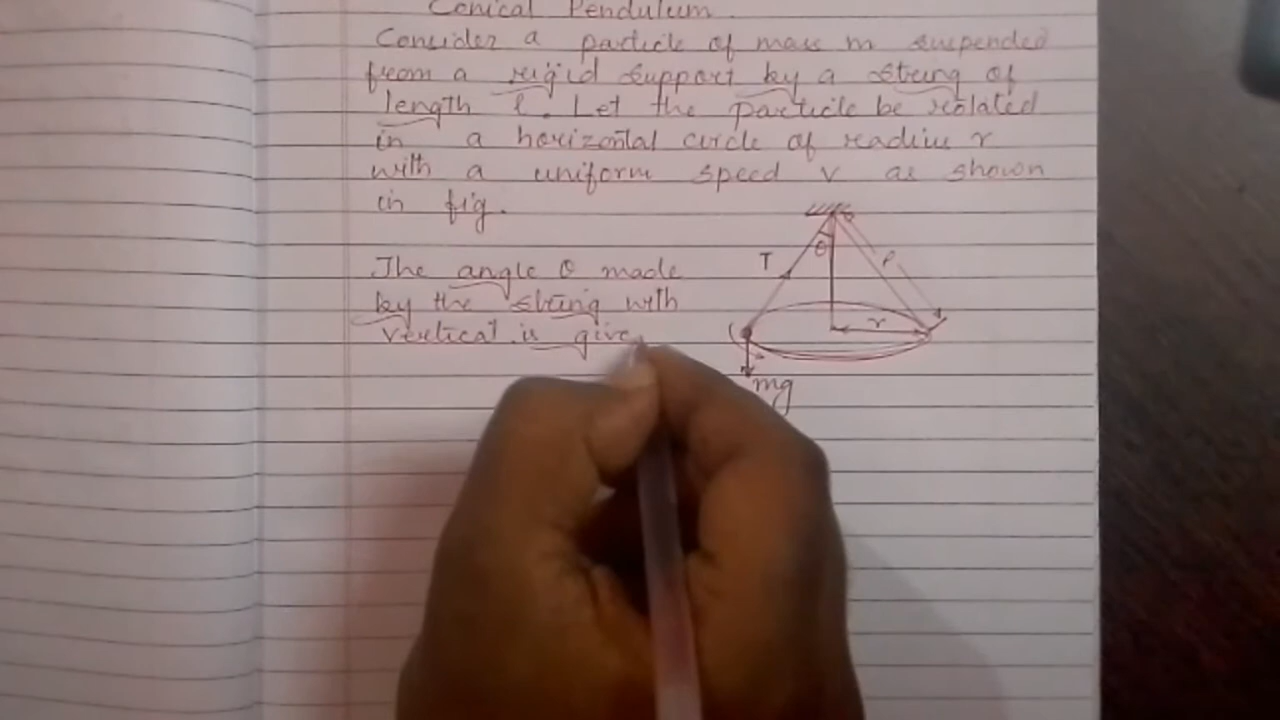 Conical Pendulum.
Consider a particle of mass m suspended
from a rigid support by a string of
length l. Let the particle be rotated
in a horizontal circle of radius r
with a uniform speed v as shown
in fig.
The angle θ made
by the string with
vertical is give
T
θ
l
r
mg